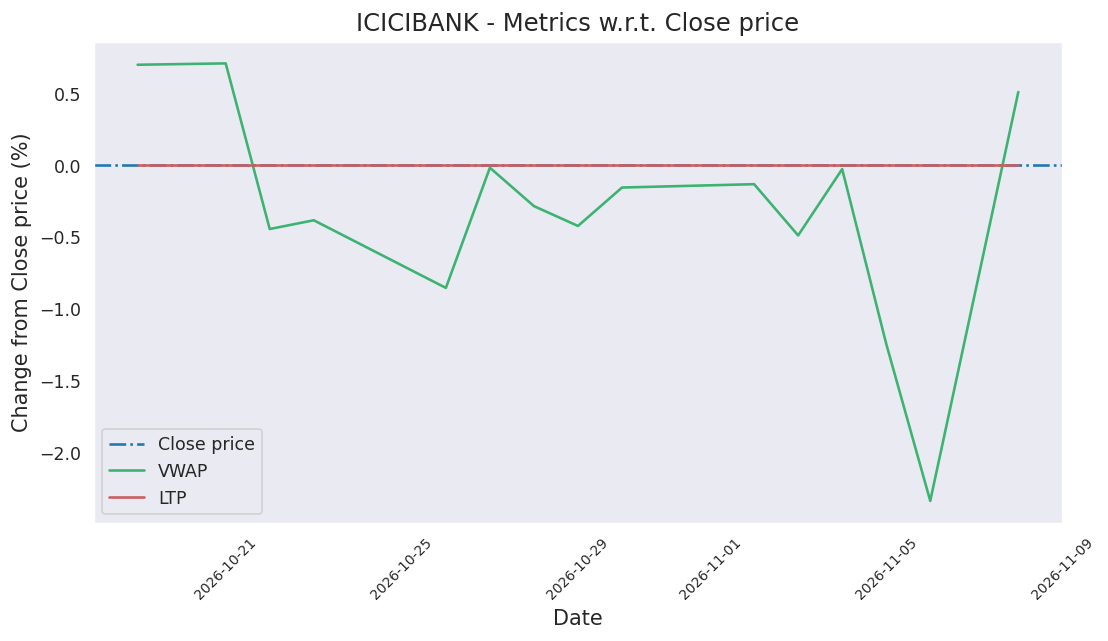 ICICIBANK - Metrics w.r.t. Close price
Change from Close price (%)
0.5
0.0
−0.5
−1.0
−1.5
−2.0
Close price
VWAP
LTP
2026-10-21
2026-10-25
2026-10-29
2026-11-01
2026-11-05
2026-11-09
Date